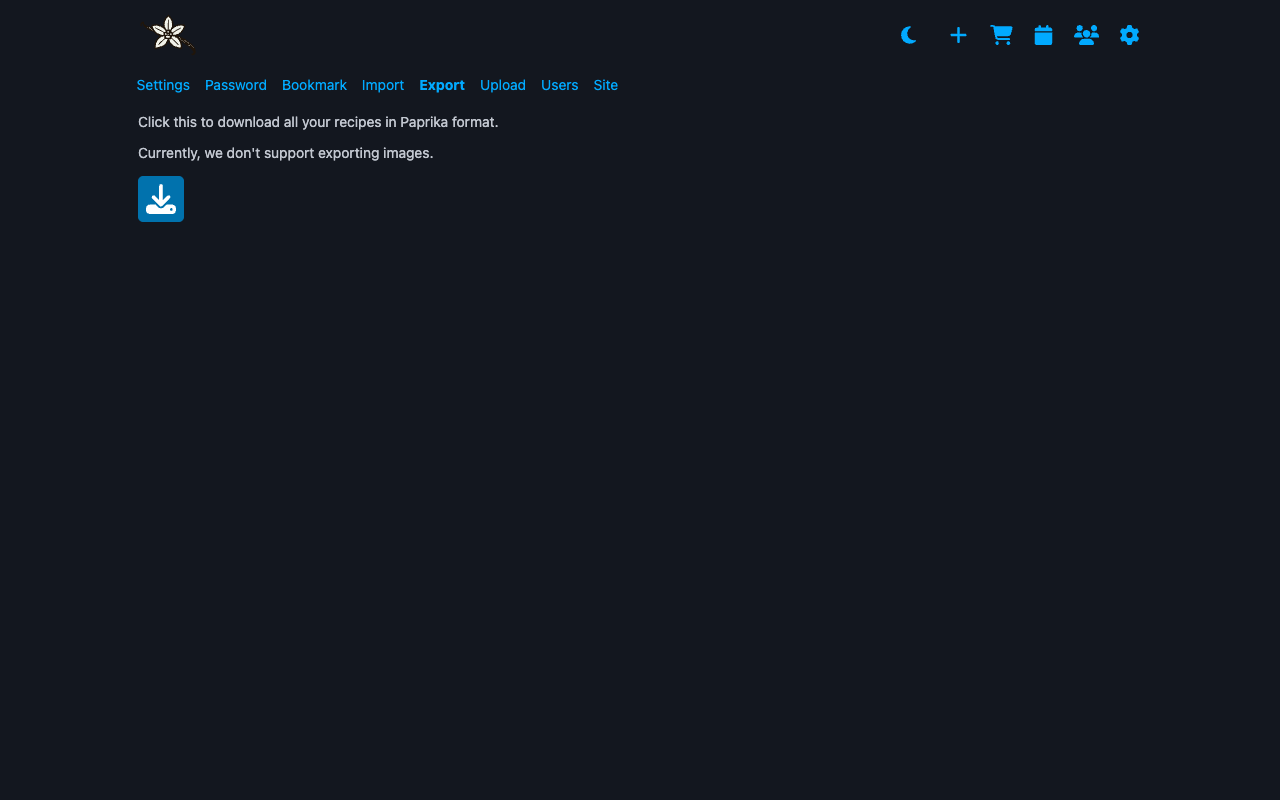 Settings Password Bookmark Import Export Upload Users Site
Click this to download all your recipes in Paprika format.
Currently, we don't support exporting images.